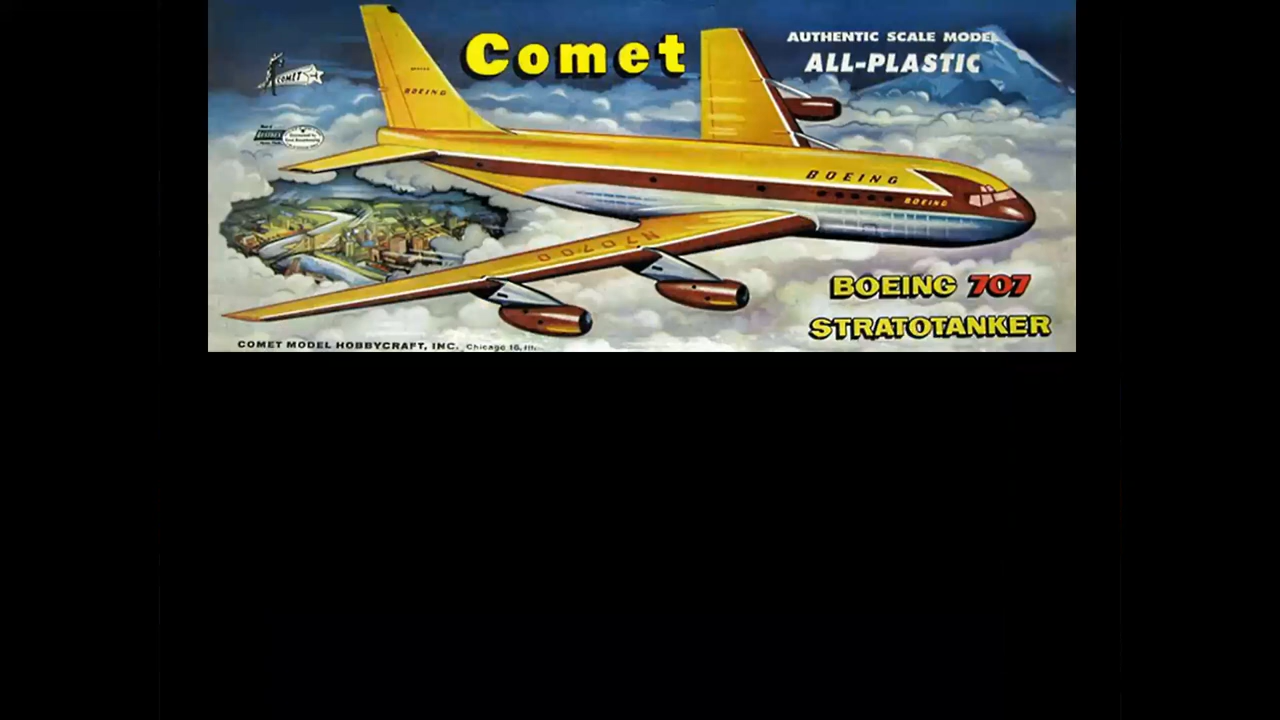 Comet
AUTHENTIC SCALE MODEL
ALL-PLASTIC
COMET
BOEING
BOEING
BOEING
N70700
BOEING 707
STRATOTANKER
COMET MODEL HOBBYCRAFT, INC. Chicago 16, Ill.